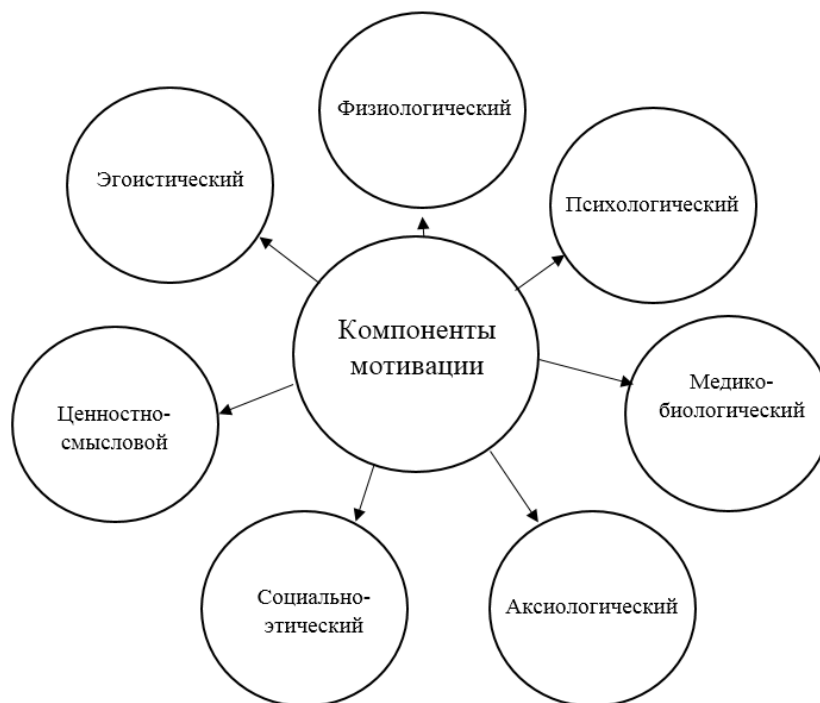 Физиологический
Эгоистический
Психологический
Компоненты
мотивации
Медико-
биологический
Ценностно-
смысловой
Социально-
этический
Аксиологический